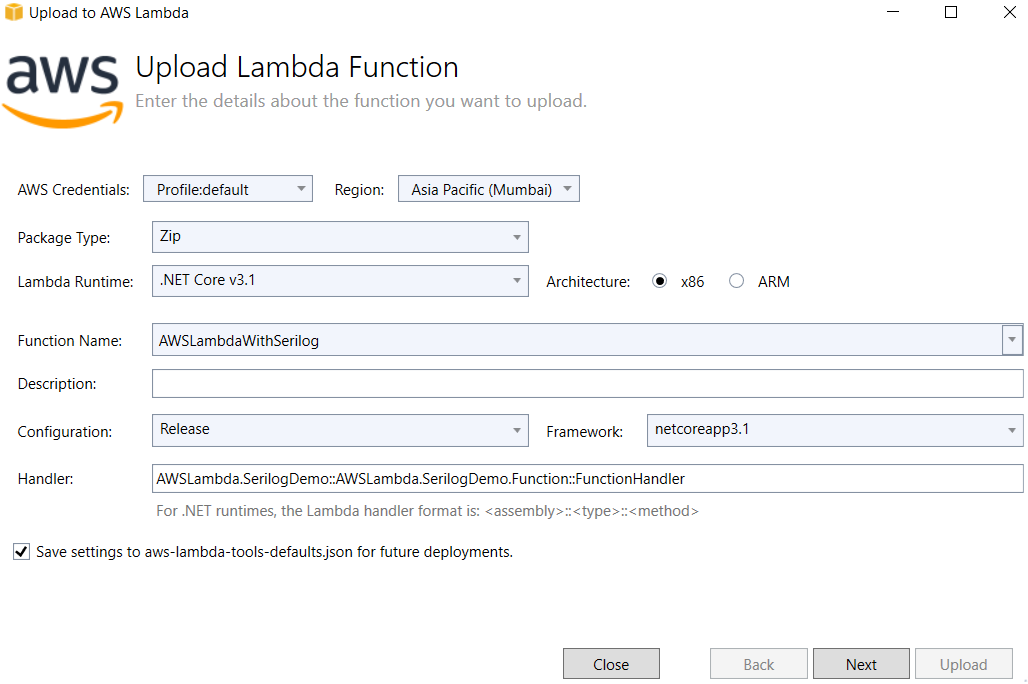 Upload to AWS Lambda
aws
Upload Lambda Function
Enter the details about the function you want to upload.
AWS Credentials: Profile:default Region: Asia Pacific (Mumbai)
Package Type: Zip
Lambda Runtime: .NET Core v3.1 Architecture: x86 ARM
Function Name: AWSLambdaWithSerilog
Description:
Configuration: Release Framework: netcoreapp3.1
Handler: AWSLambda.SerilogDemo::AWSLambda.SerilogDemo.Function::FunctionHandler
For .NET runtimes, the Lambda handler format is: <assembly>::<type>::<method>
Save settings to aws-lambda-tools-defaults.json for future deployments.
Close Back Next Upload